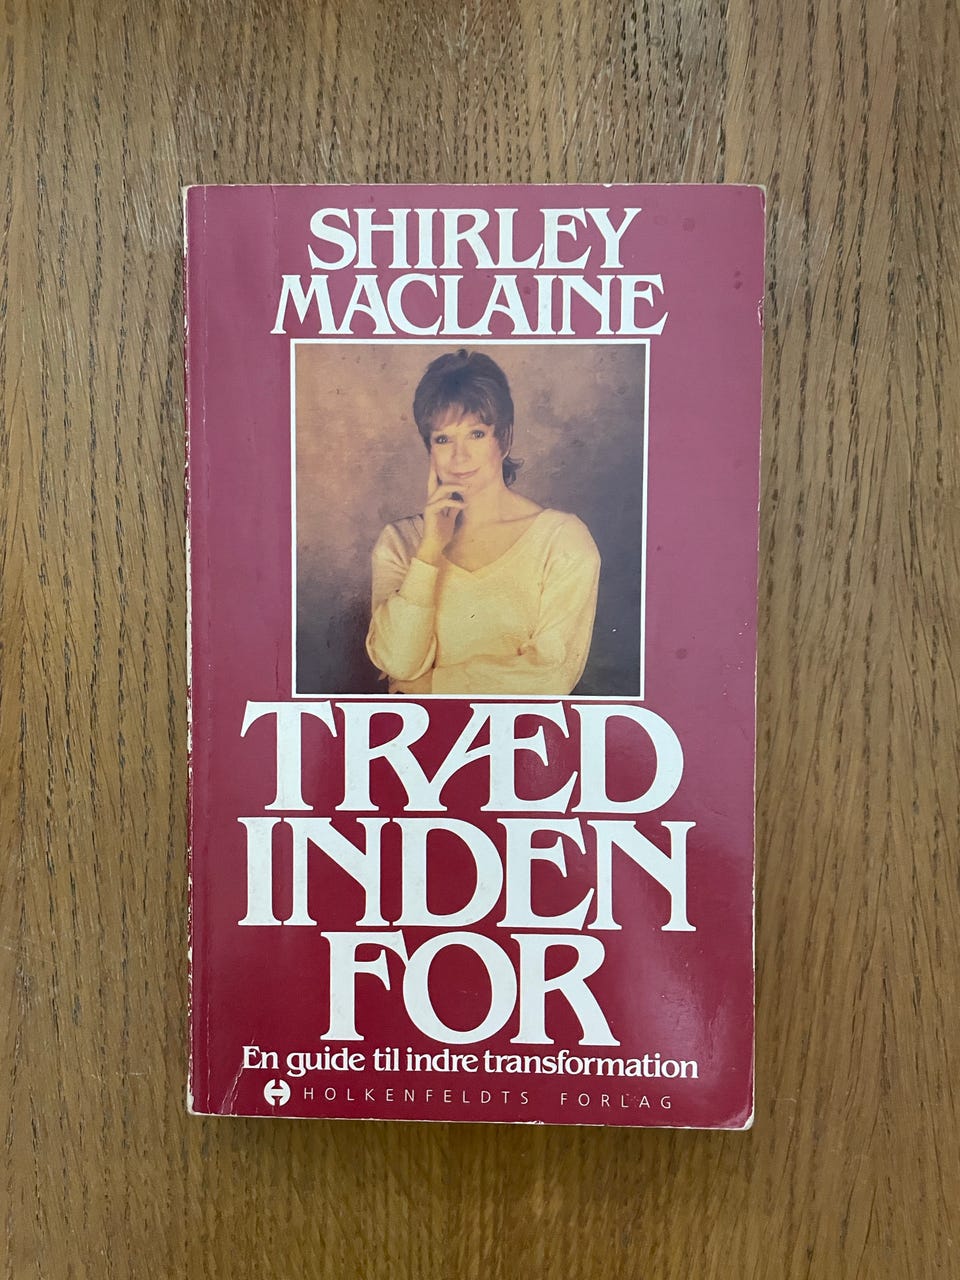 SHIRLEY
MACLAINE
TRÆD
INDEN
FOR
En guide til indre transformation
HOLKENFELDTS FORLAG